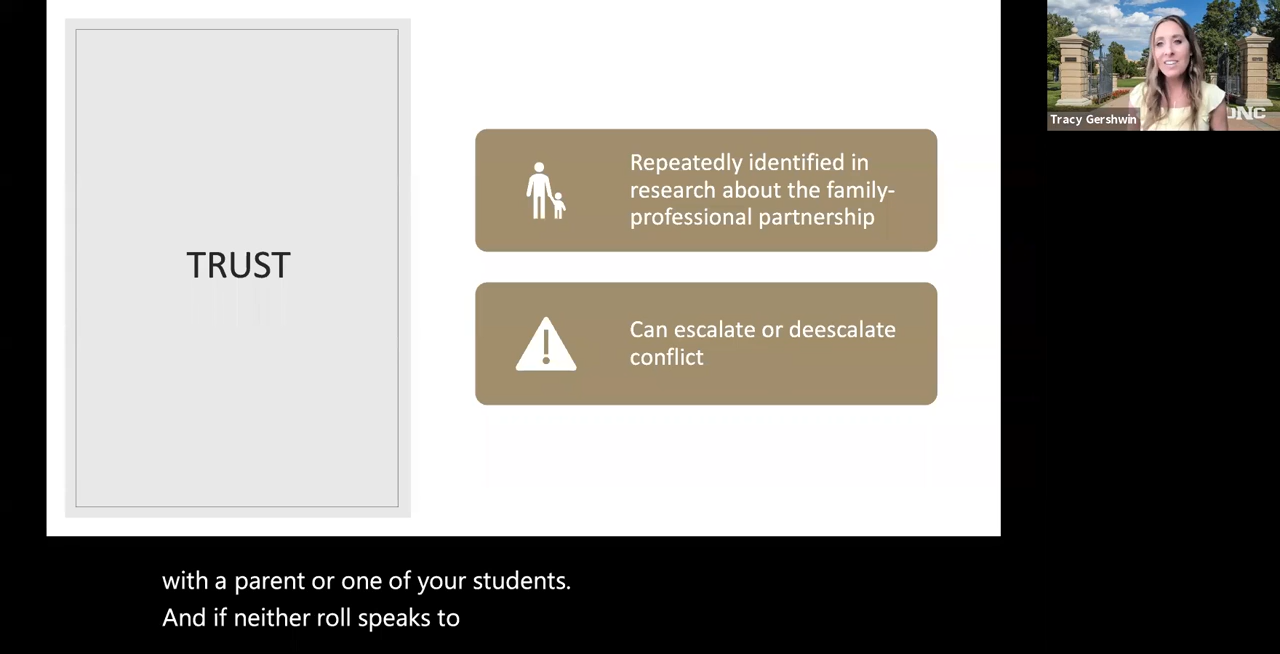 TRUST
Repeatedly identified in
research about the family-
professional partnership
Can escalate or deescalate
conflict
Tracy Gershwin
with a parent or one of your students.
And if neither roll speaks to